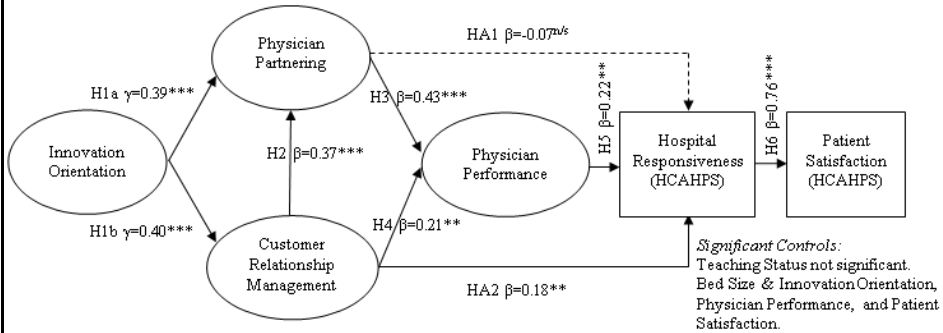 HA1 β=-0.07n/s
Physician
Partnering
H1a γ=0.39***
H3 β=0.43***
H5 β=0.22**
H6 β=0.76***
Innovation
Orientation
H2 β=0.37***
Physician
Performance
Hospital
Responsiveness
(HCAHPS)
Patient
Satisfaction
(HCAHPS)
H1b γ=0.40***
H4 β=0.21**
Customer
Relationship
Management
HA2 β=0.18**
Significant Controls:
Teaching Status not significant.
Bed Size & Innovation Orientation,
Physician Performance, and Patient
Satisfaction.